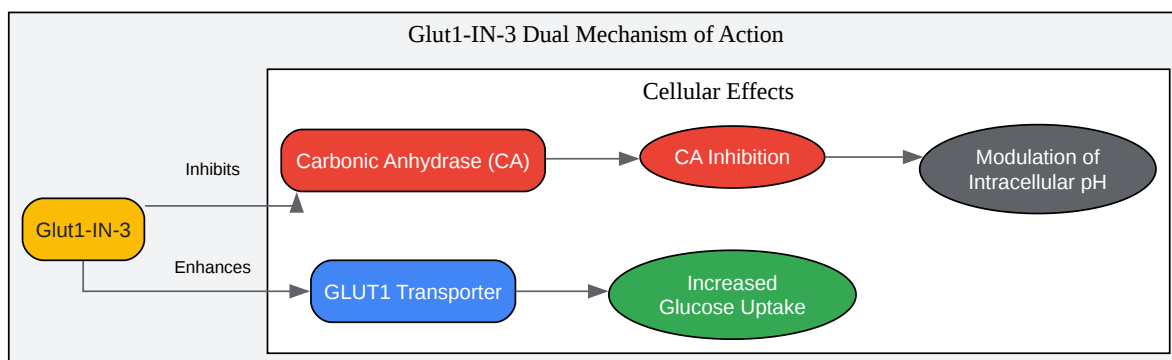 Glut1-IN-3 Dual Mechanism of Action
Cellular Effects
Inhibits
Carbonic Anhydrase (CA)
CA Inhibition
Modulation of
Intracellular pH
Glut1-IN-3
Enhances
GLUT1 Transporter
Increased
Glucose Uptake